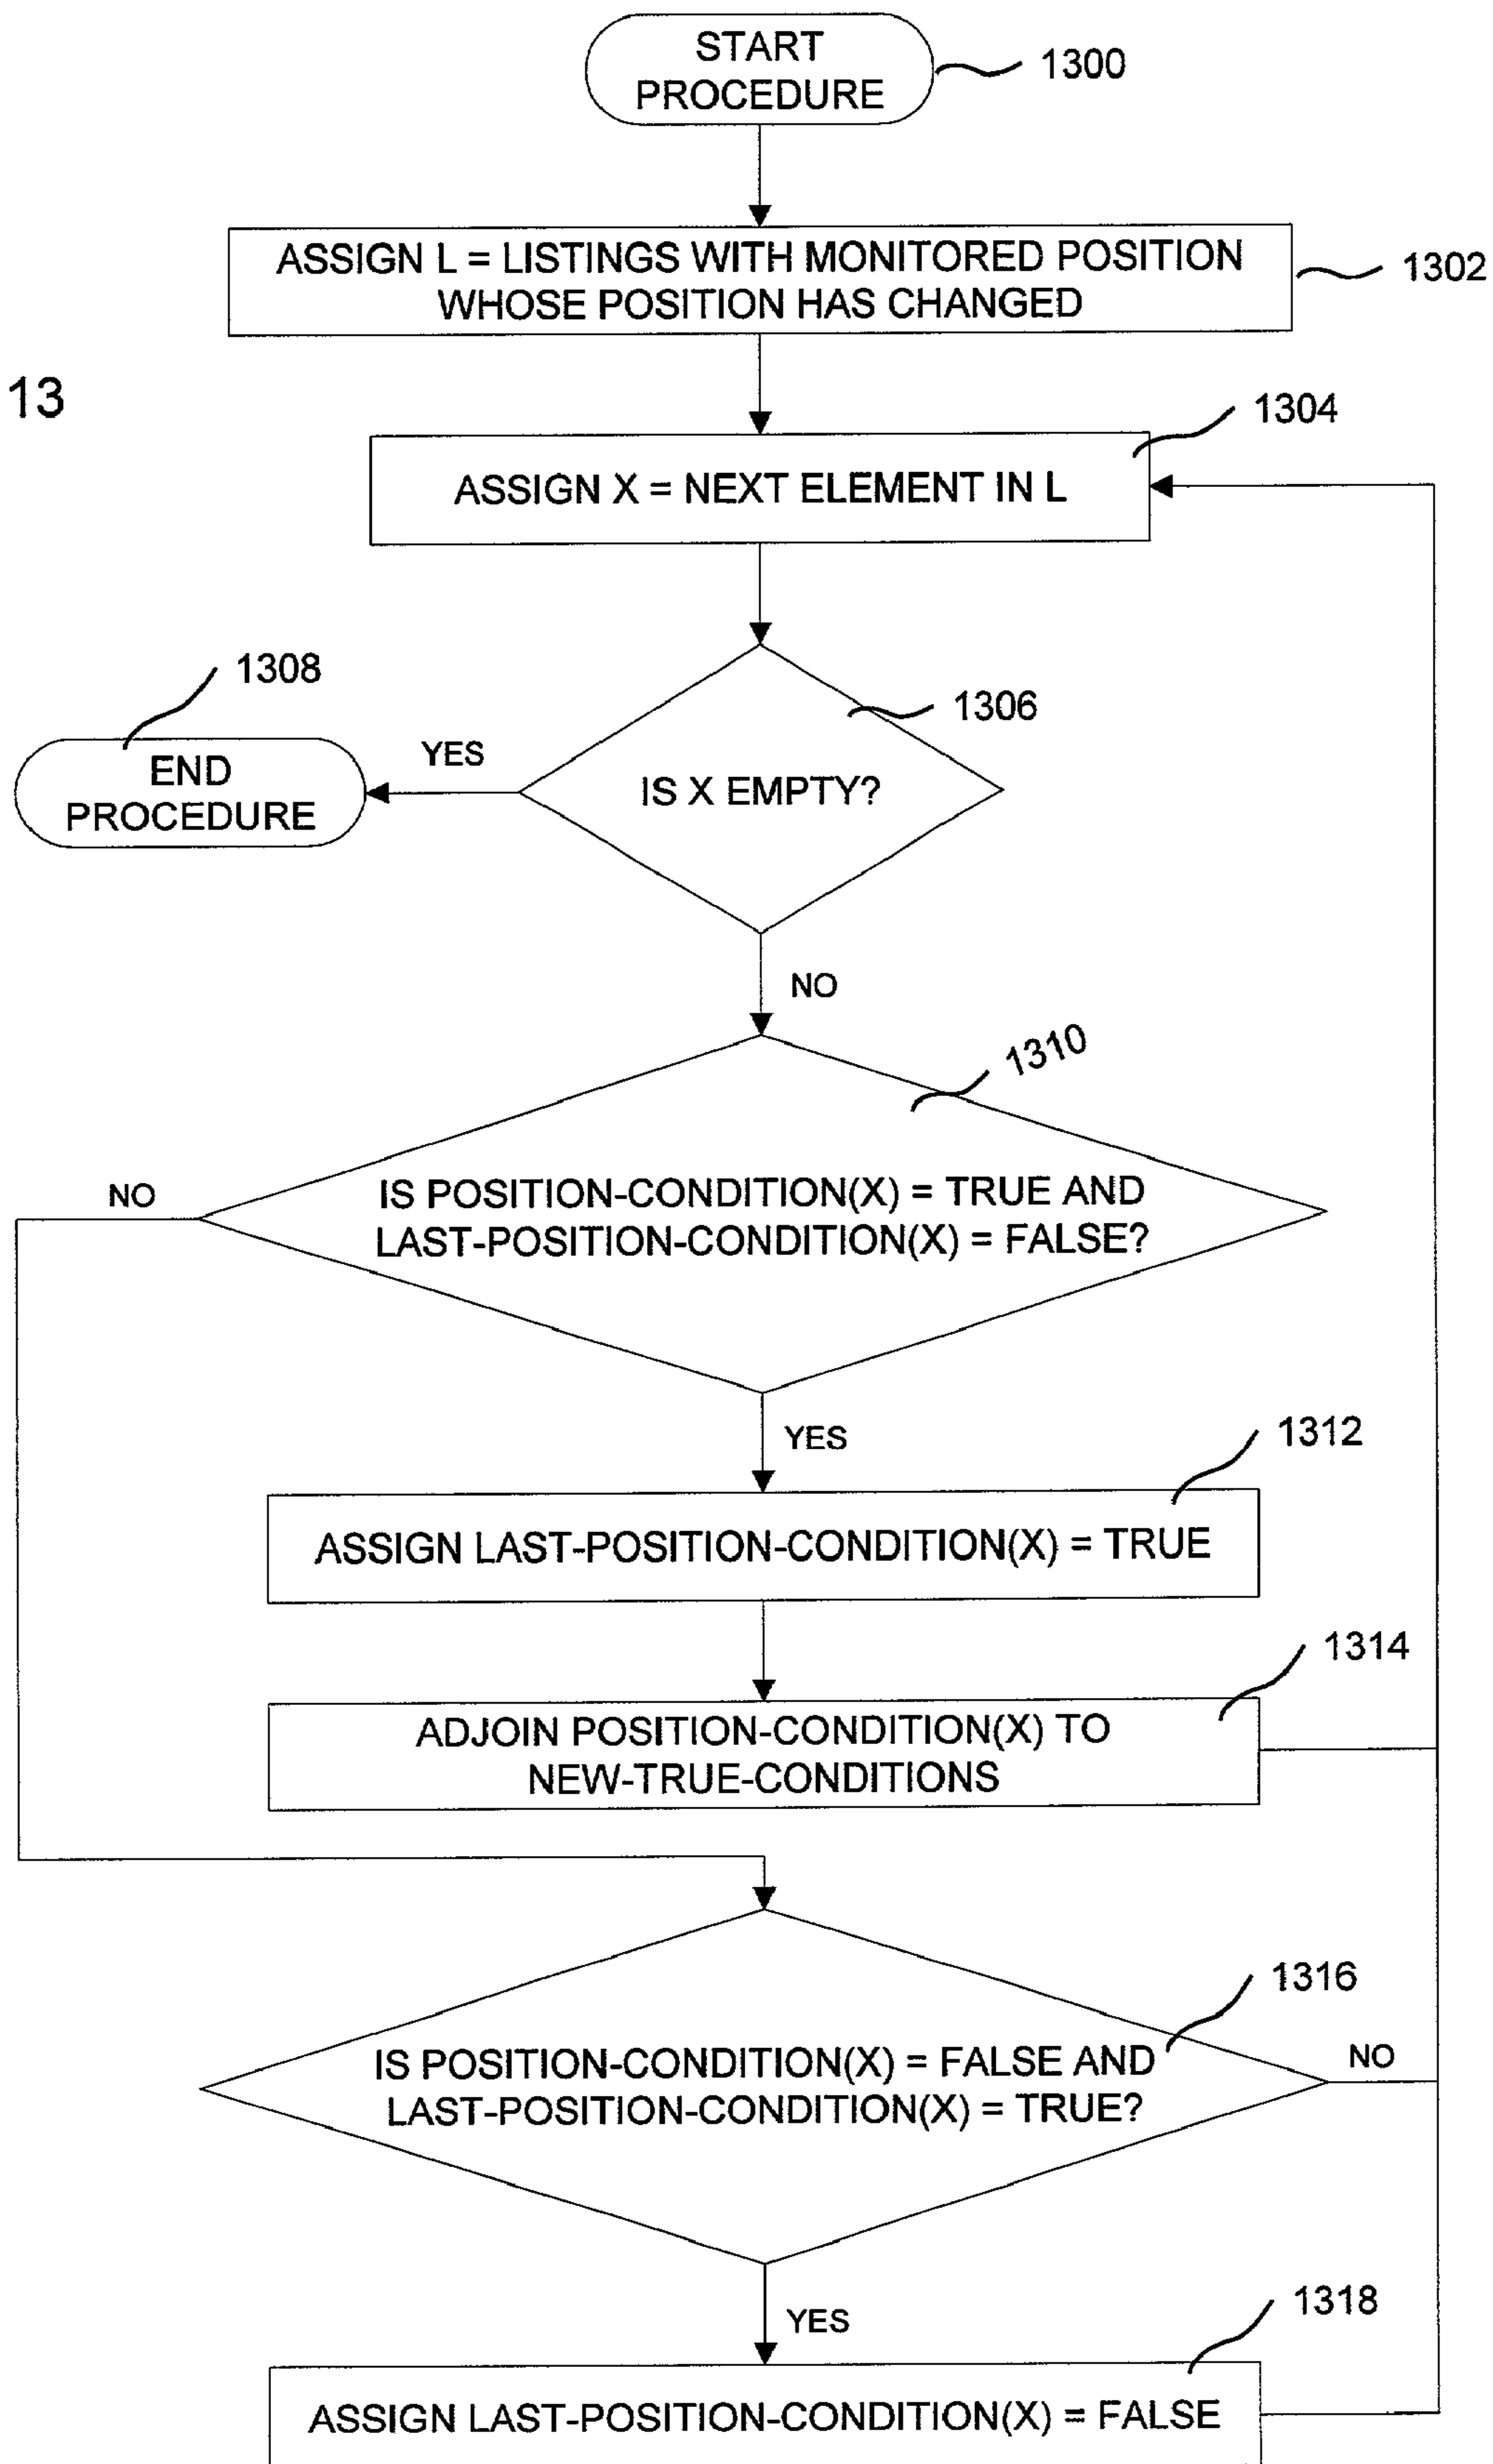 START
PROCEDURE
1300
ASSIGN L = LISTINGS WITH MONITORED POSITION
WHOSE POSITION HAS CHANGED
1302
13
1304
ASSIGN X = NEXT ELEMENT IN L
1308
END
PROCEDURE
YES
1306
IS X EMPTY?
NO
1310
NO
IS POSITION-CONDITION(X) = TRUE AND
LAST-POSITION-CONDITION(X) = FALSE?
YES
1312
ASSIGN LAST-POSITION-CONDITION(X) = TRUE
1314
ADJOIN POSITION-CONDITION(X) TO
NEW-TRUE-CONDITIONS
1316
IS POSITION-CONDITION(X) = FALSE AND
LAST-POSITION-CONDITION(X) = TRUE?
NO
YES
1318
ASSIGN LAST-POSITION-CONDITION(X) = FALSE